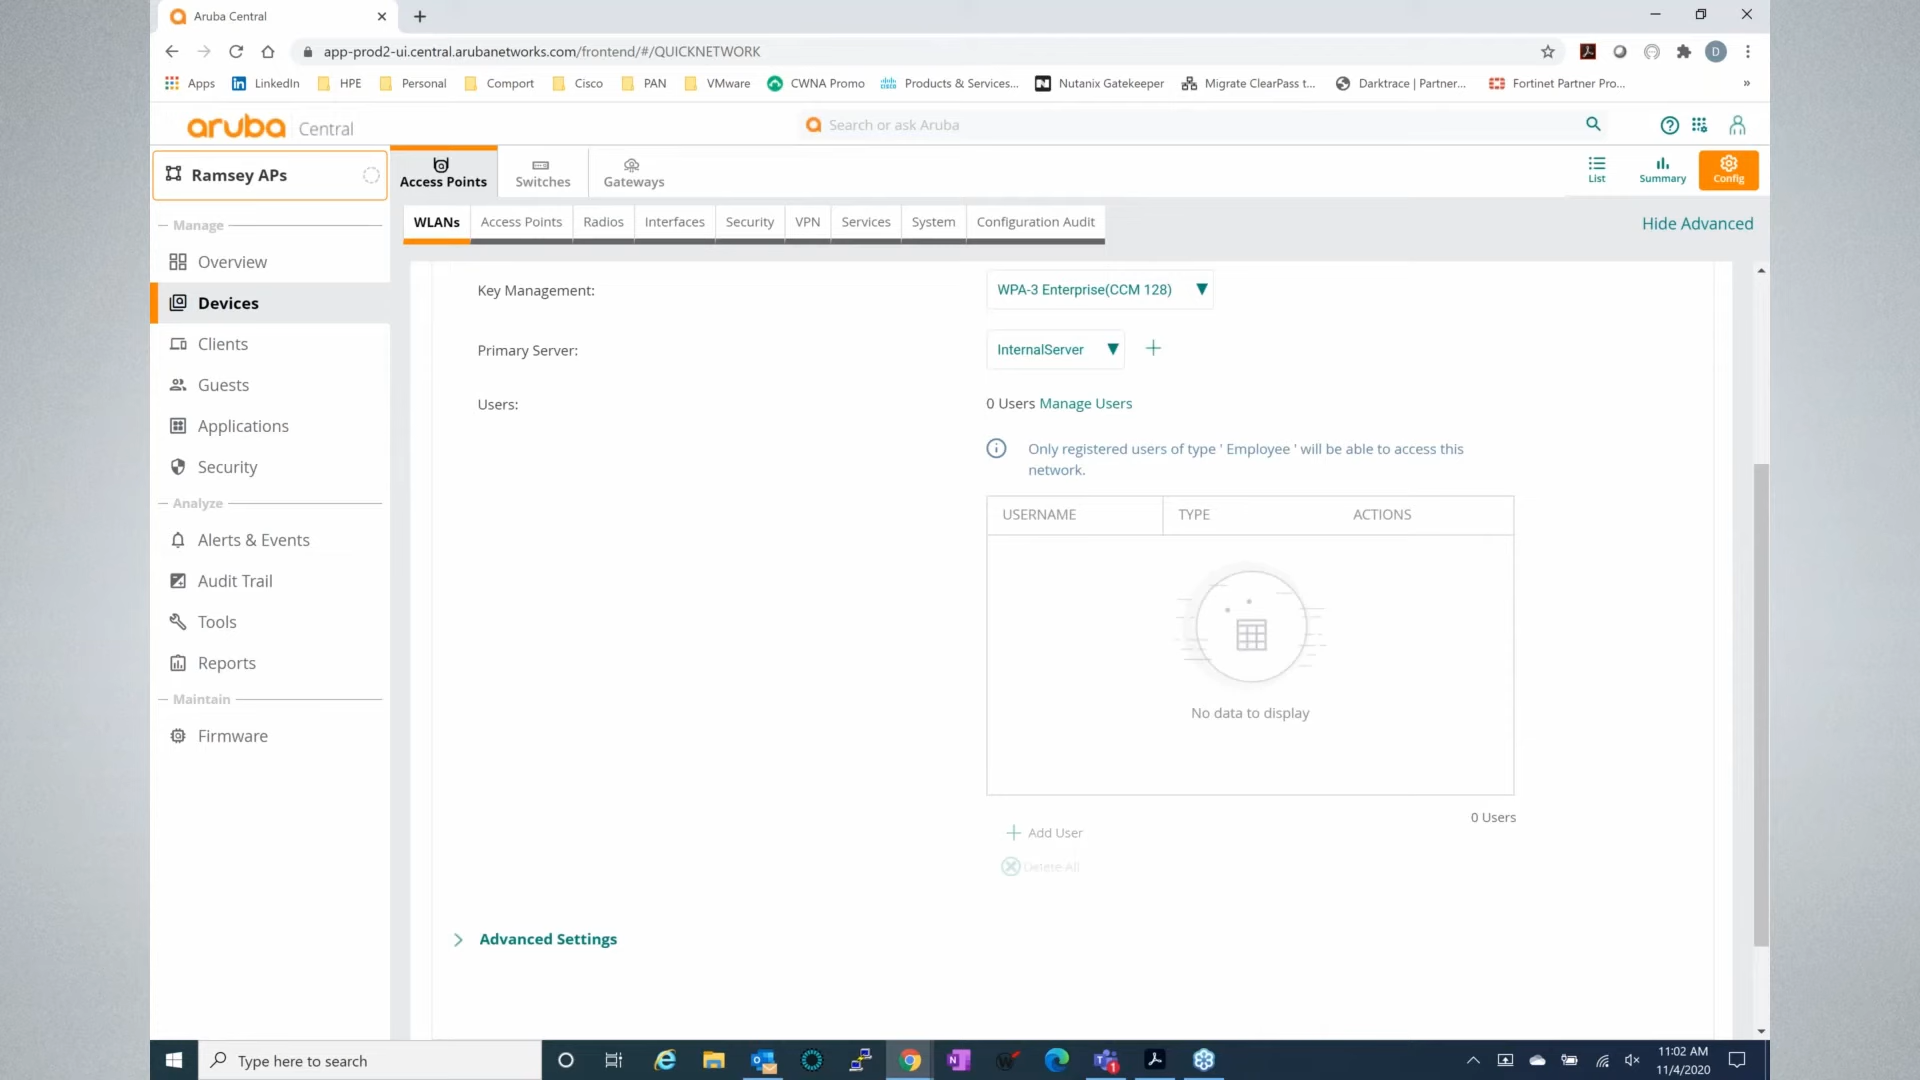 Aruba Central
app-prod2-ui.central.arubanetworks.com/frontend/#/QUICKNETWORK
D
Apps LinkedIn HPE Personal Comport Cisco PAN VMware CWNA Promo Products & Services... Nutanix Gatekeeper Migrate ClearPass t... Darktrace | Partner... Fortinet Partner Pro... »
aruba Central
Search or ask Aruba
Ramsey APs
Access Points Switches Gateways
List Summary Config
WLANs Access Points Radios Interfaces Security VPN Services System Configuration Audit
Hide Advanced
Manage
Overview
Devices
Clients
Guests
Applications
Security
Analyze
Alerts & Events
Audit Trail
Tools
Reports
Maintain
Firmware
Key Management: WPA-3 Enterprise(CCM 128)
Primary Server: InternalServer
Users: 0 Users Manage Users
Only registered users of type ' Employee ' will be able to access this
network.
USERNAME TYPE ACTIONS
No data to display
0 Users
Add User
Delete All
Advanced Settings
Type here to search
11:02 AM
11/4/2020